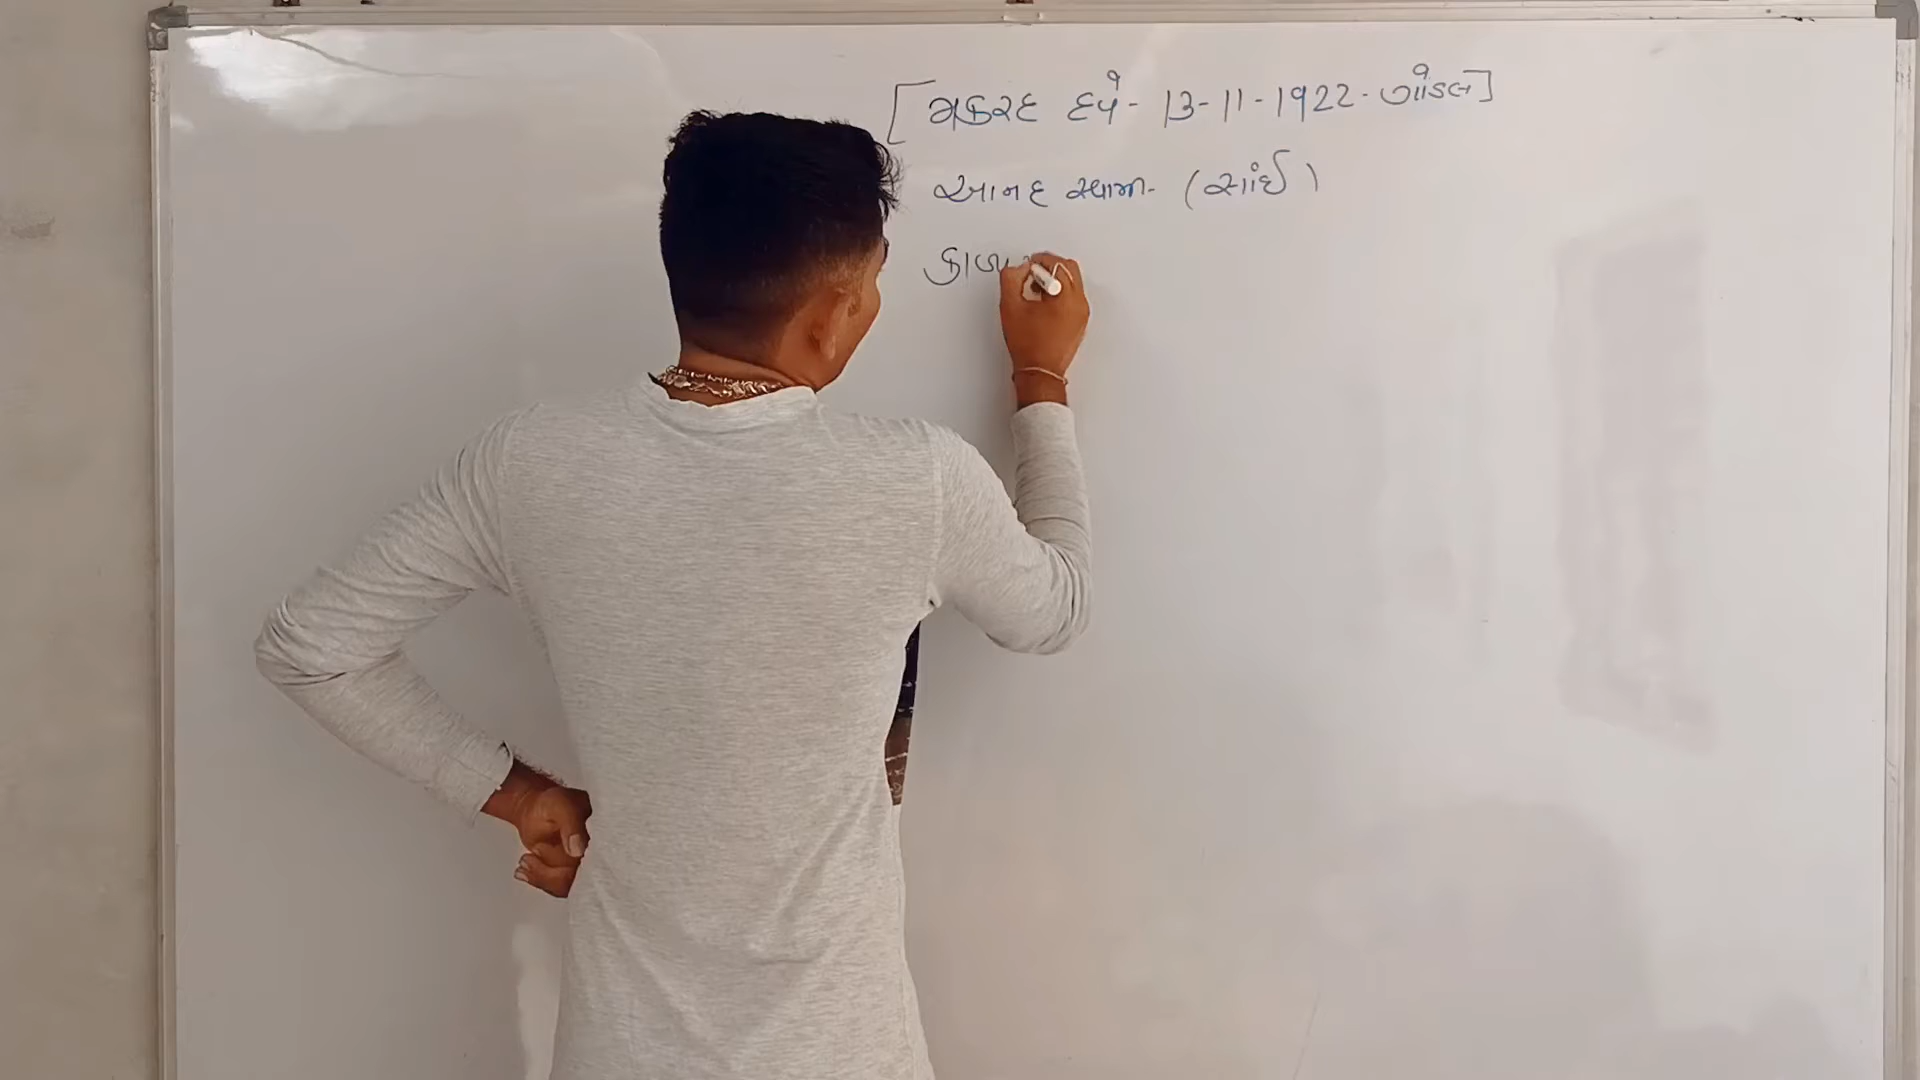 [મકરંદ દવે - 13-11-1922 - ગોંડલ]
આનંદ સ્થાન - (સાંઈ)
કાવ્ય